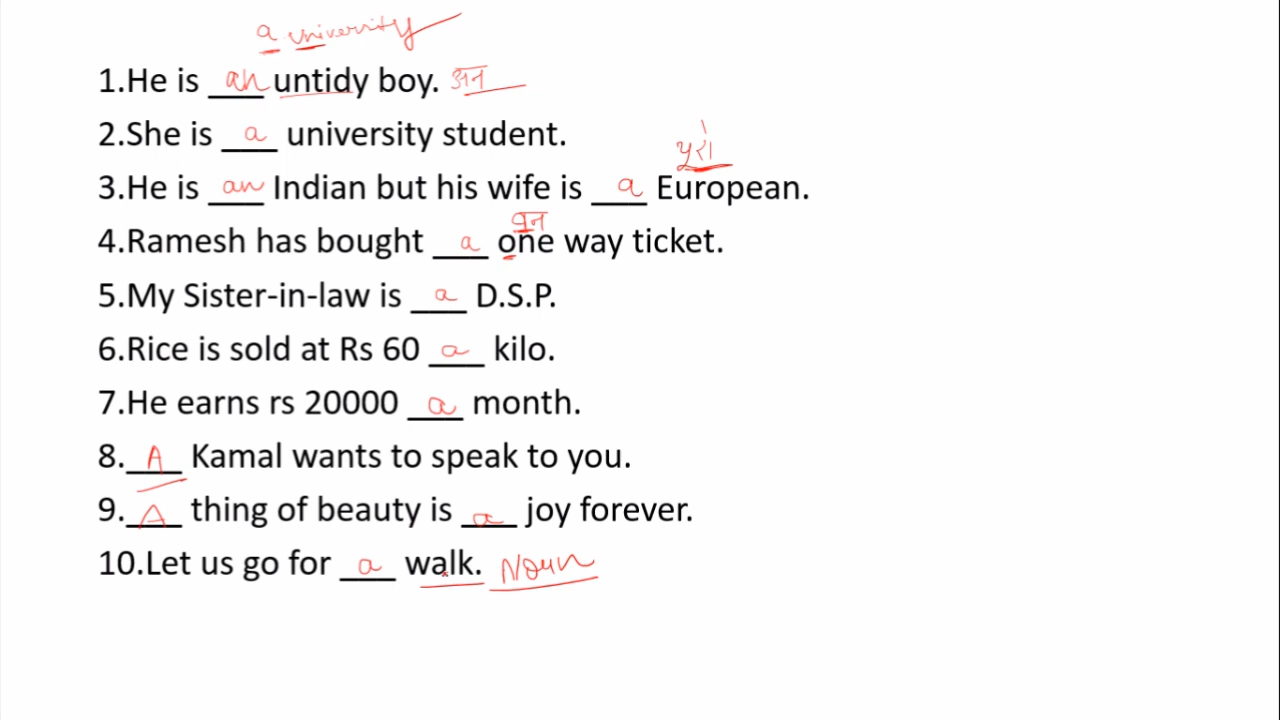 a university
1.He is an untidy boy. अन
2.She is a university student.
युरो
3.He is an Indian but his wife is a European.
वन
4.Ramesh has bought a one way ticket.
5.My Sister-in-law is a D.S.P.
6.Rice is sold at Rs 60 a kilo.
7.He earns rs 20000 a month.
8.A Kamal wants to speak to you.
9.A thing of beauty is a joy forever.
10.Let us go for a walk. Noun